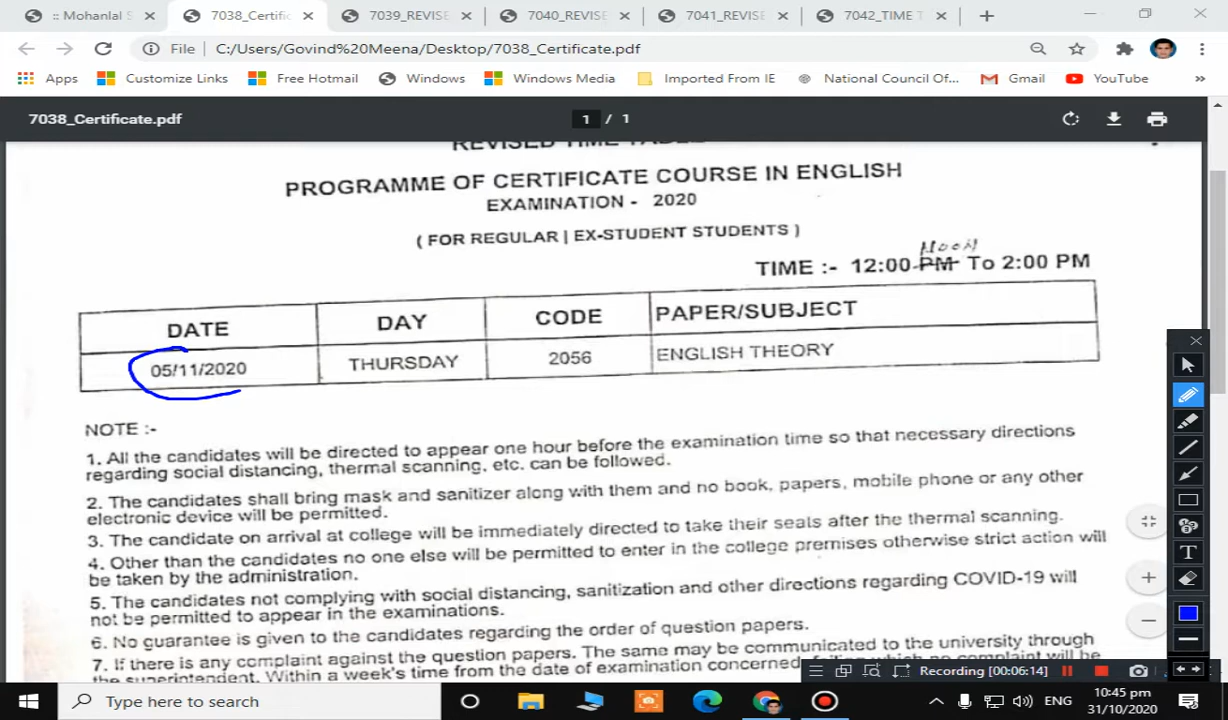 :: Mohanlal S
7038_Certific
7039_REVISE
7040_REVISE
7041_REVIS
7042_TIME T
File
C:/Users/Govind%20Meena/Desktop/7038_Certificate.pdf
Apps
Customize Links
Free Hotmail
Windows
Windows Media
Imported From IE
National Council Of...
Gmail
YouTube
»
7038_Certificate.pdf
1 / 1
REVISED TIME TABLE
PROGRAMME OF CERTIFICATE COURSE IN ENGLISH
EXAMINATION - 2020
( FOR REGULAR | EX-STUDENT STUDENTS )
Noon
TIME :- 12:00 PM To 2:00 PM
DATE DAY CODE PAPER/SUBJECT
05/11/2020 THURSDAY 2056 ENGLISH THEORY
NOTE :-
1. All the candidates will be directed to appear one hour before the examination time so that necessary directions
regarding social distancing, thermal scanning, etc. can be followed.
2. The candidates shall bring mask and sanitizer along with them and no book, papers, mobile phone or any other
electronic device will be permitted.
3. The candidate on arrival at college will be immediately directed to take their seats after the thermal scanning.
4. Other than the candidates no one else will be permitted to enter in the college premises otherwise strict action will
be taken by the administration.
5. The candidates not complying with social distancing, sanitization and other directions regarding COVID-19 will
not be permitted to appear in the examinations.
6. No guarantee is given to the candidates regarding the order of question papers.
7. If there is any complaint against the question papers. The same may be communicated to the university through
the superintendent. Within a week's time from the date of examination concerned, no complaint will be
Recording [00:06:14]
Type here to search
ENG
10:45 pm
31/10/2020